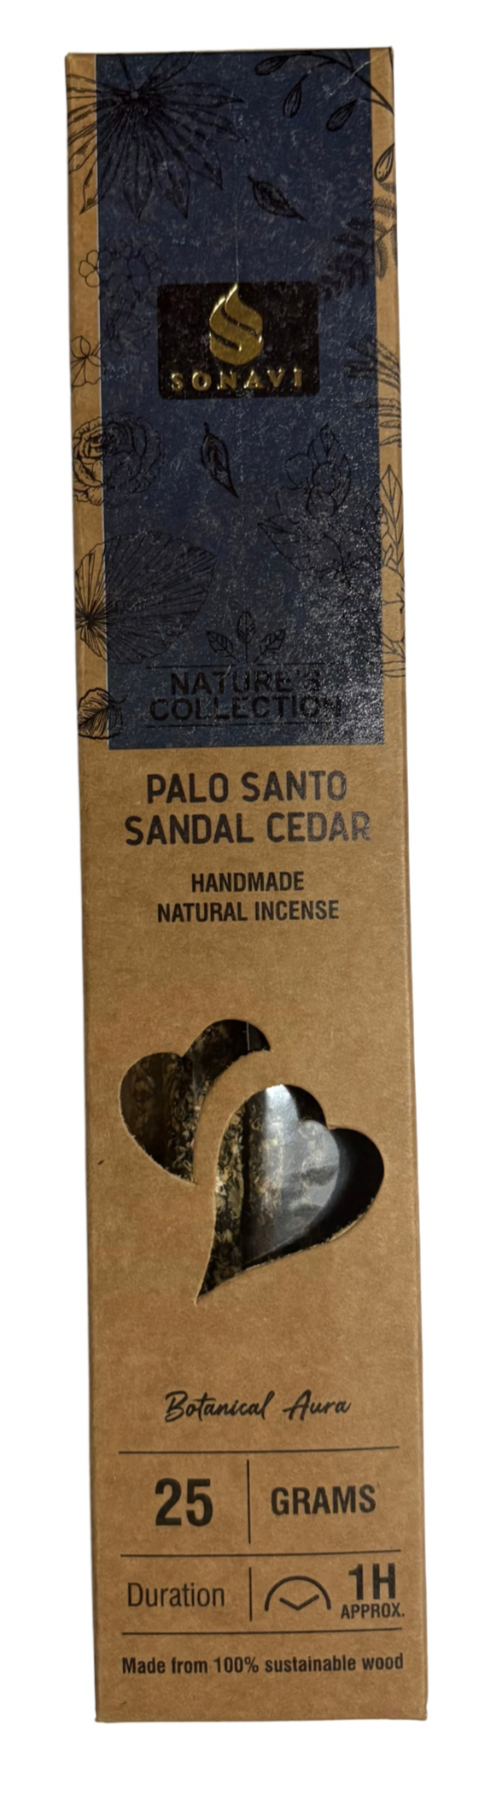 SONAVI
NATURE'S
COLLECTION
PALO SANTO
SANDAL CEDAR
HANDMADE
NATURAL INCENSE
Botanical Aura
25 GRAMS
Duration 1H
APPROX.
Made from 100% sustainable wood